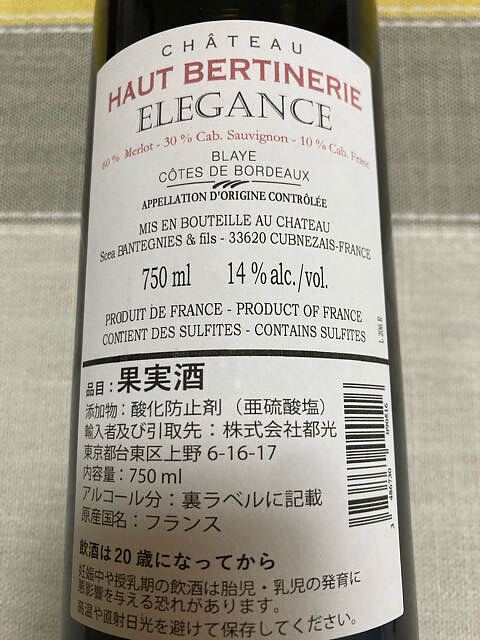 CHÂTEAU
HAUT BERTINERIE
ELEGANCE
60 % Merlot - 30 % Cab. Sauvignon - 10 % Cab. Franc
BLAYE
CÔTES DE BORDEAUX
APPELLATION D'ORIGINE CONTRÔLÉE
MIS EN BOUTEILLE AU CHATEAU
Scea BANTEGNIES & fils - 33620 CUBNEZAIS-FRANCE
750 ml 14 % alc./vol.
PRODUIT DE FRANCE - PRODUCT OF FRANCE
CONTIENT DES SULFITES - CONTAINS SULFITES
L 206 R
品目：果実酒
添加物：酸化防止剤（亜硫酸塩）
輸入者及び引取先：株式会社都光
東京都台東区上野 6-16-17
内容量：750 ml
アルコール分：裏ラベルに記載
原産国名：フランス
飲酒は20歳になってから
妊娠中や授乳期の飲酒は胎児・乳児の発育に
悪影響を与える恐れがあります。
高温や直射日光を避けて保存してください。
3 486730 090816